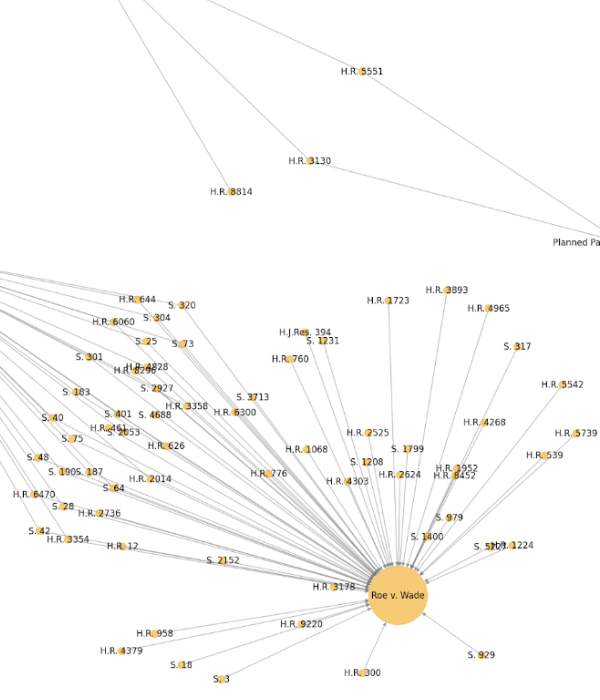 H.R. 5551
H.R. 3130
H.R. 8814
Planned Pa
H.R. 3893
H.R. 644
H.R. 1723
S. 320
H.R. 4965
S. 304
H.R. 6060
H.J.Res. 394
S. 1231
S. 25
S. 73
S. 317
S. 301
H.R. 760
H.R. 4828
H.R. 8296
H.R. 5542
S. 2927
S. 183
S. 3713
H.R. 3358
H.R. 6300
S. 401
S. 4688
S. 40
H.R. 4268
H.R. 461
S. 2053
H.R. 2525
H.R. 5739
S. 75
H.R. 626
H.R. 1068
S. 1799
H.R. 539
S. 48
S. 1208
H.R. 1952
S. 190
S. 187
H.R. 776
H.R. 2624
H.R. 8452
H.R. 2014
H.R. 4303
S. 64
H.R. 6470
S. 28
H.R. 2736
S. 979
S. 42
H.R. 3354
S. 1400
H.R. 12
H.R. 1224
S. 2152
H.R. 3178
Roe v. Wade
H.R. 9220
H.R. 958
H.R. 4379
S. 929
S. 18
H.R. 300
S. 3